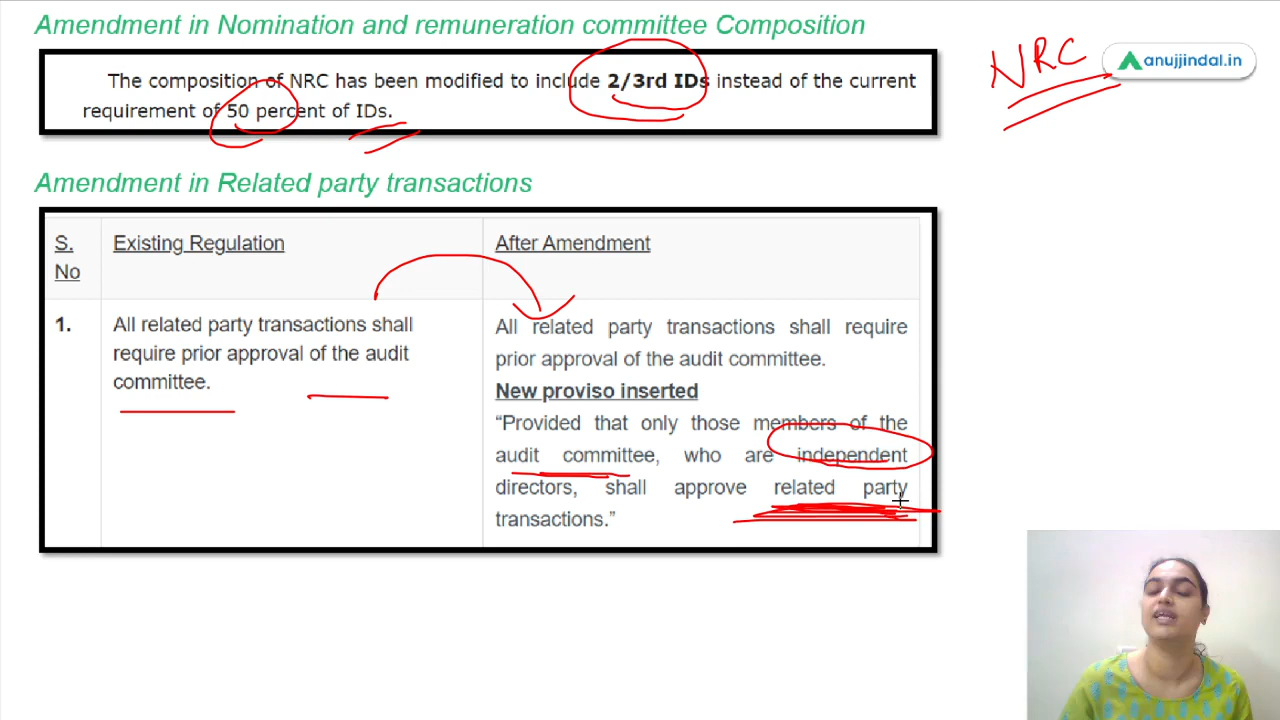 Amendment in Nomination and remuneration committee Composition
NRC
anujjindal.in
The composition of NRC has been modified to include 2/3rd IDs instead of the current
requirement of 50 percent of IDs.
Amendment in Related party transactions
S. No
Existing Regulation
After Amendment
1.
All related party transactions shall
require prior approval of the audit
committee.
All related party transactions shall require
prior approval of the audit committee.
New proviso inserted
“Provided that only those members of the
audit committee, who are independent
directors, shall approve related party
transactions.”